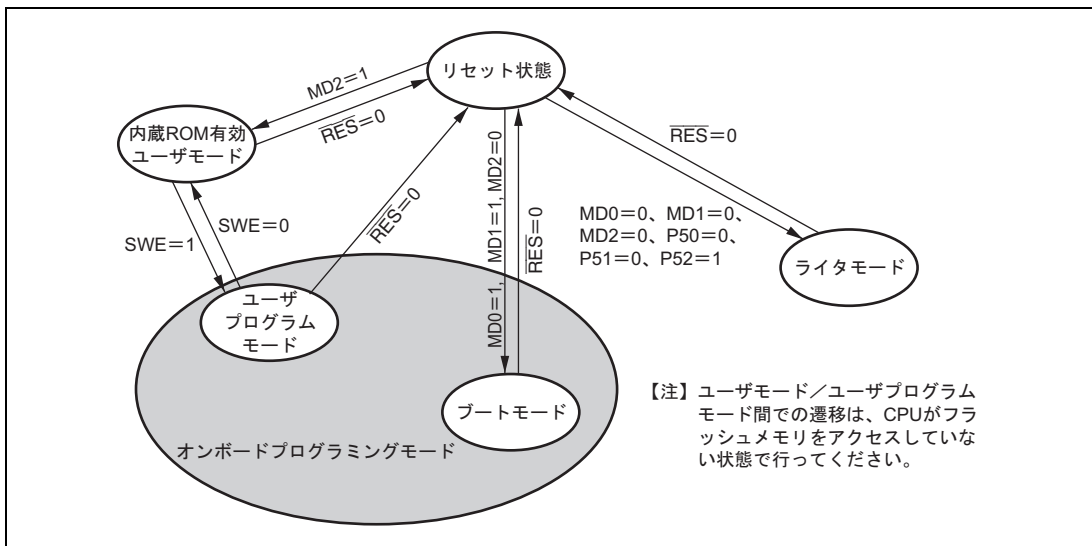 リセット状態
MD2＝1
R̅E̅S̅＝0
内蔵ROM有効
ユーザモード
R̅E̅S̅＝0
SWE＝1
SWE＝0
R̅E̅S̅＝0
MD0＝1、MD1＝1、MD2＝0
R̅E̅S̅＝0
MD0＝0、MD1＝0、
MD2＝0、P50＝0、
P51＝0、P52＝1
ライタモード
ユーザ
プログラム
モード
ブートモード
オンボードプログラミングモード
【注】ユーザモード／ユーザプログラム
モード間での遷移は、CPUがフラ
ッシュメモリをアクセスしていな
い状態で行ってください。